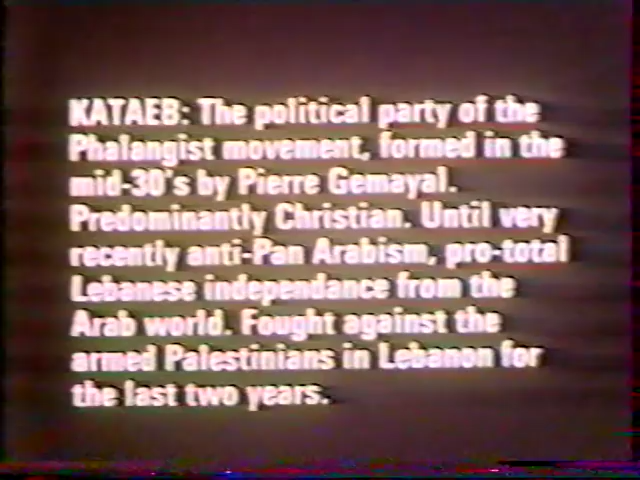 KATAEB: The political party of the
Phalangist movement, formed in the
mid-30's by Pierre Gemayal.
Predominantly Christian. Until very
recently anti-Pan Arabism, pro-total
Lebanese independance from the
Arab world. Fought against the
armed Palestinians in Lebanon for
the last two years.